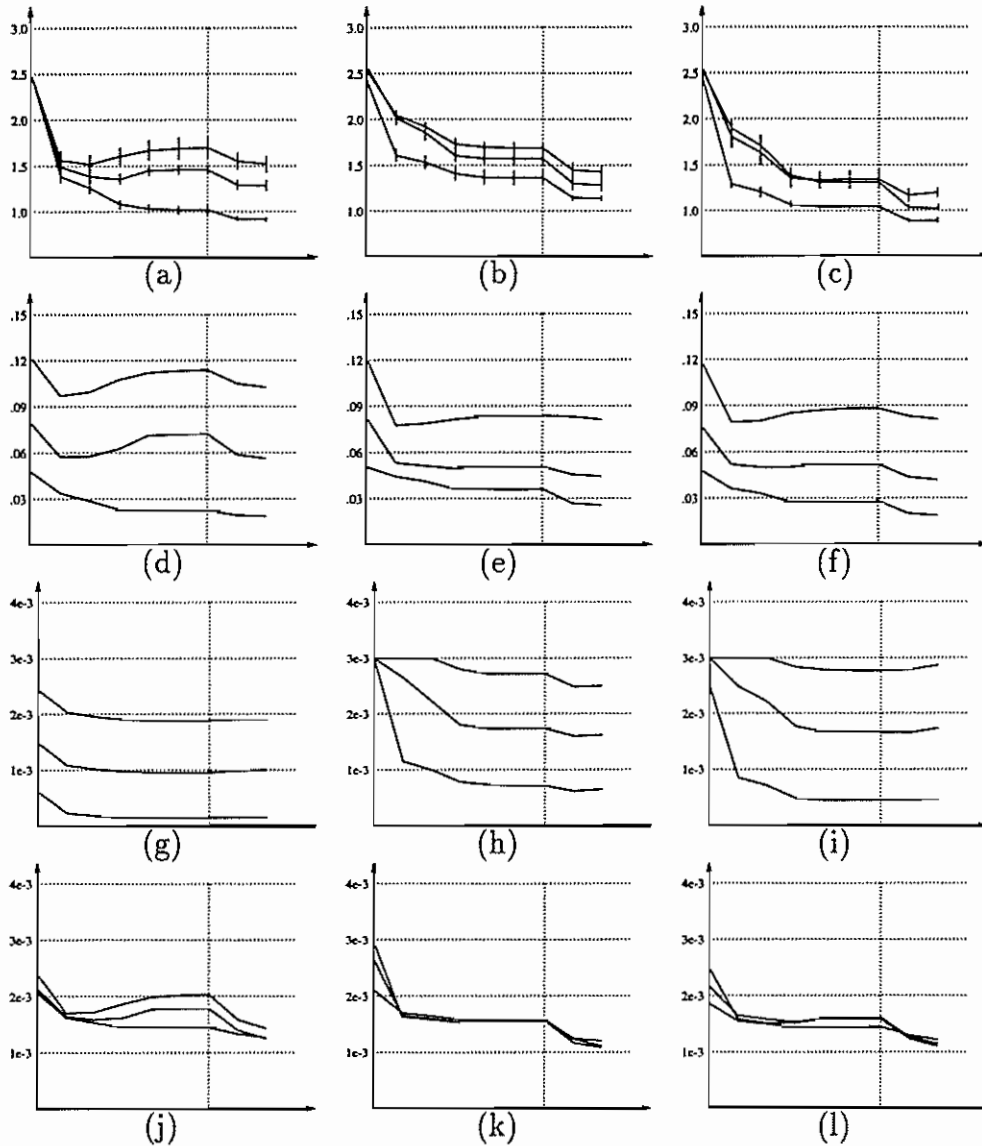 3.0
2.5
2.0
1.5
1.0
(a)
3.0
2.5
2.0
1.5
1.0
(b)
3.0
2.5
2.0
1.5
1.0
(c)
.15
.12
.09
.06
.03
(d)
.15
.12
.09
.06
.03
(e)
.15
.12
.09
.06
.03
(f)
4e-3
3e-3
2e-3
1e-3
(g)
4e-3
3e-3
2e-3
1e-3
(h)
4e-3
3e-3
2e-3
1e-3
(i)
4e-3
3e-3
2e-3
1e-3
(j)
4e-3
3e-3
2e-3
1e-3
(k)
4e-3
3e-3
2e-3
1e-3
(l)